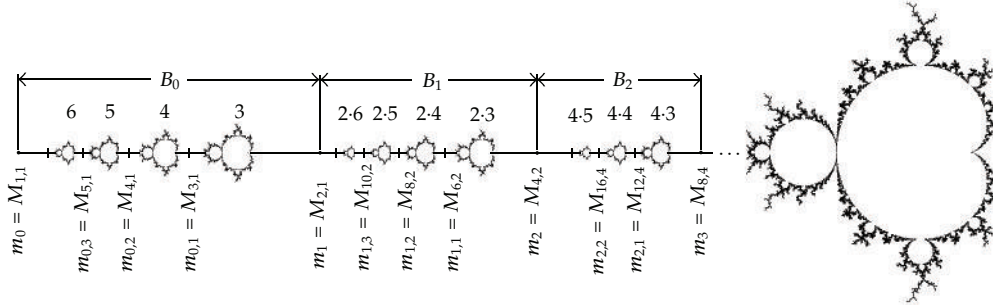 B₀ B₁ B₂
6 5 4 3 2·6 2·5 2·4 2·3 4·5 4·4 4·3
...
m₀ = M₁,₁
m₀,₃ = M₅,₁
m₀,₂ = M₄,₁
m₀,₁ = M₃,₁
m₁ = M₂,₁
m₁,₃ = M₁₀,₂
m₁,₂ = M₈,₂
m₁,₁ = M₆,₂
m₂ = M₄,₂
m₂,₂ = M₁₆,₄
m₂,₁ = M₁₂,₄
m₃ = M₈,₄